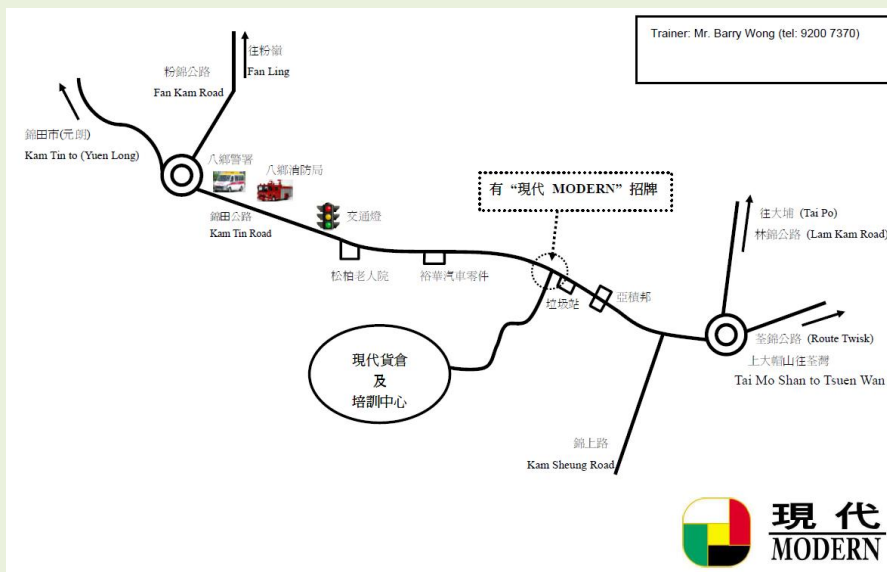 Trainer: Mr. Barry Wong (tel: 9200 7370)
往粉嶺
Fan Ling
粉錦公路
Fan Kam Road
錦田市(元朗)
Kam Tin to (Yuen Long)
八鄉警署
八鄉消防局
有 “現代 MODERN” 招牌
錦田公路
Kam Tin Road
交通燈
往大埔 (Tai Po)
林錦公路 (Lam Kam Road)
松柏老人院
裕華汽車零件
垃圾站
亞積邦
荃錦公路 (Route Twisk)
上大帽山往荃灣
Tai Mo Shan to Tsuen Wan
現代貨倉
及
培訓中心
錦上路
Kam Sheung Road
現代
MODERN